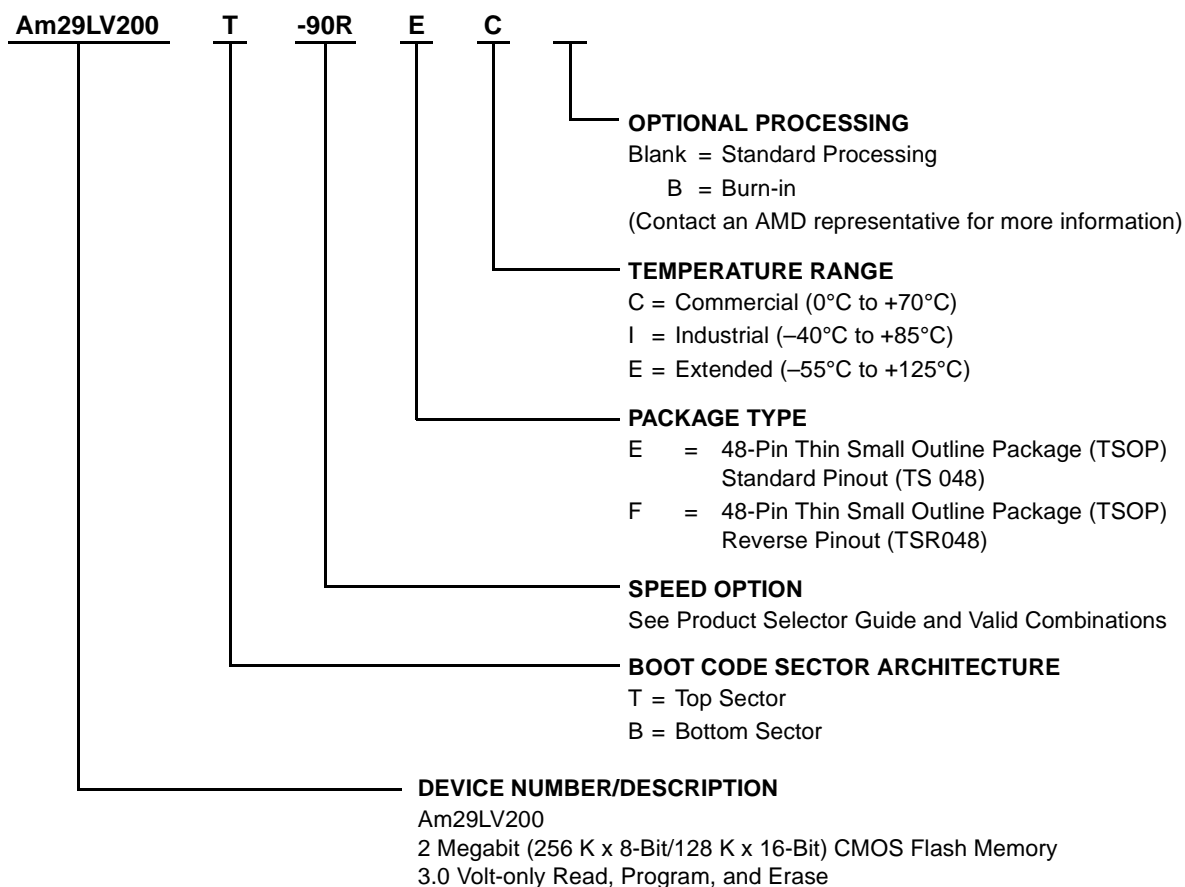 Am29LV200 T -90R E C
OPTIONAL PROCESSING
Blank = Standard Processing
B = Burn-in
(Contact an AMD representative for more information)
TEMPERATURE RANGE
C = Commercial (0°C to +70°C)
I = Industrial (–40°C to +85°C)
E = Extended (–55°C to +125°C)
PACKAGE TYPE
E = 48-Pin Thin Small Outline Package (TSOP)
Standard Pinout (TS 048)
F = 48-Pin Thin Small Outline Package (TSOP)
Reverse Pinout (TSR048)
SPEED OPTION
See Product Selector Guide and Valid Combinations
BOOT CODE SECTOR ARCHITECTURE
T = Top Sector
B = Bottom Sector
DEVICE NUMBER/DESCRIPTION
Am29LV200
2 Megabit (256 K x 8-Bit/128 K x 16-Bit) CMOS Flash Memory
3.0 Volt-only Read, Program, and Erase